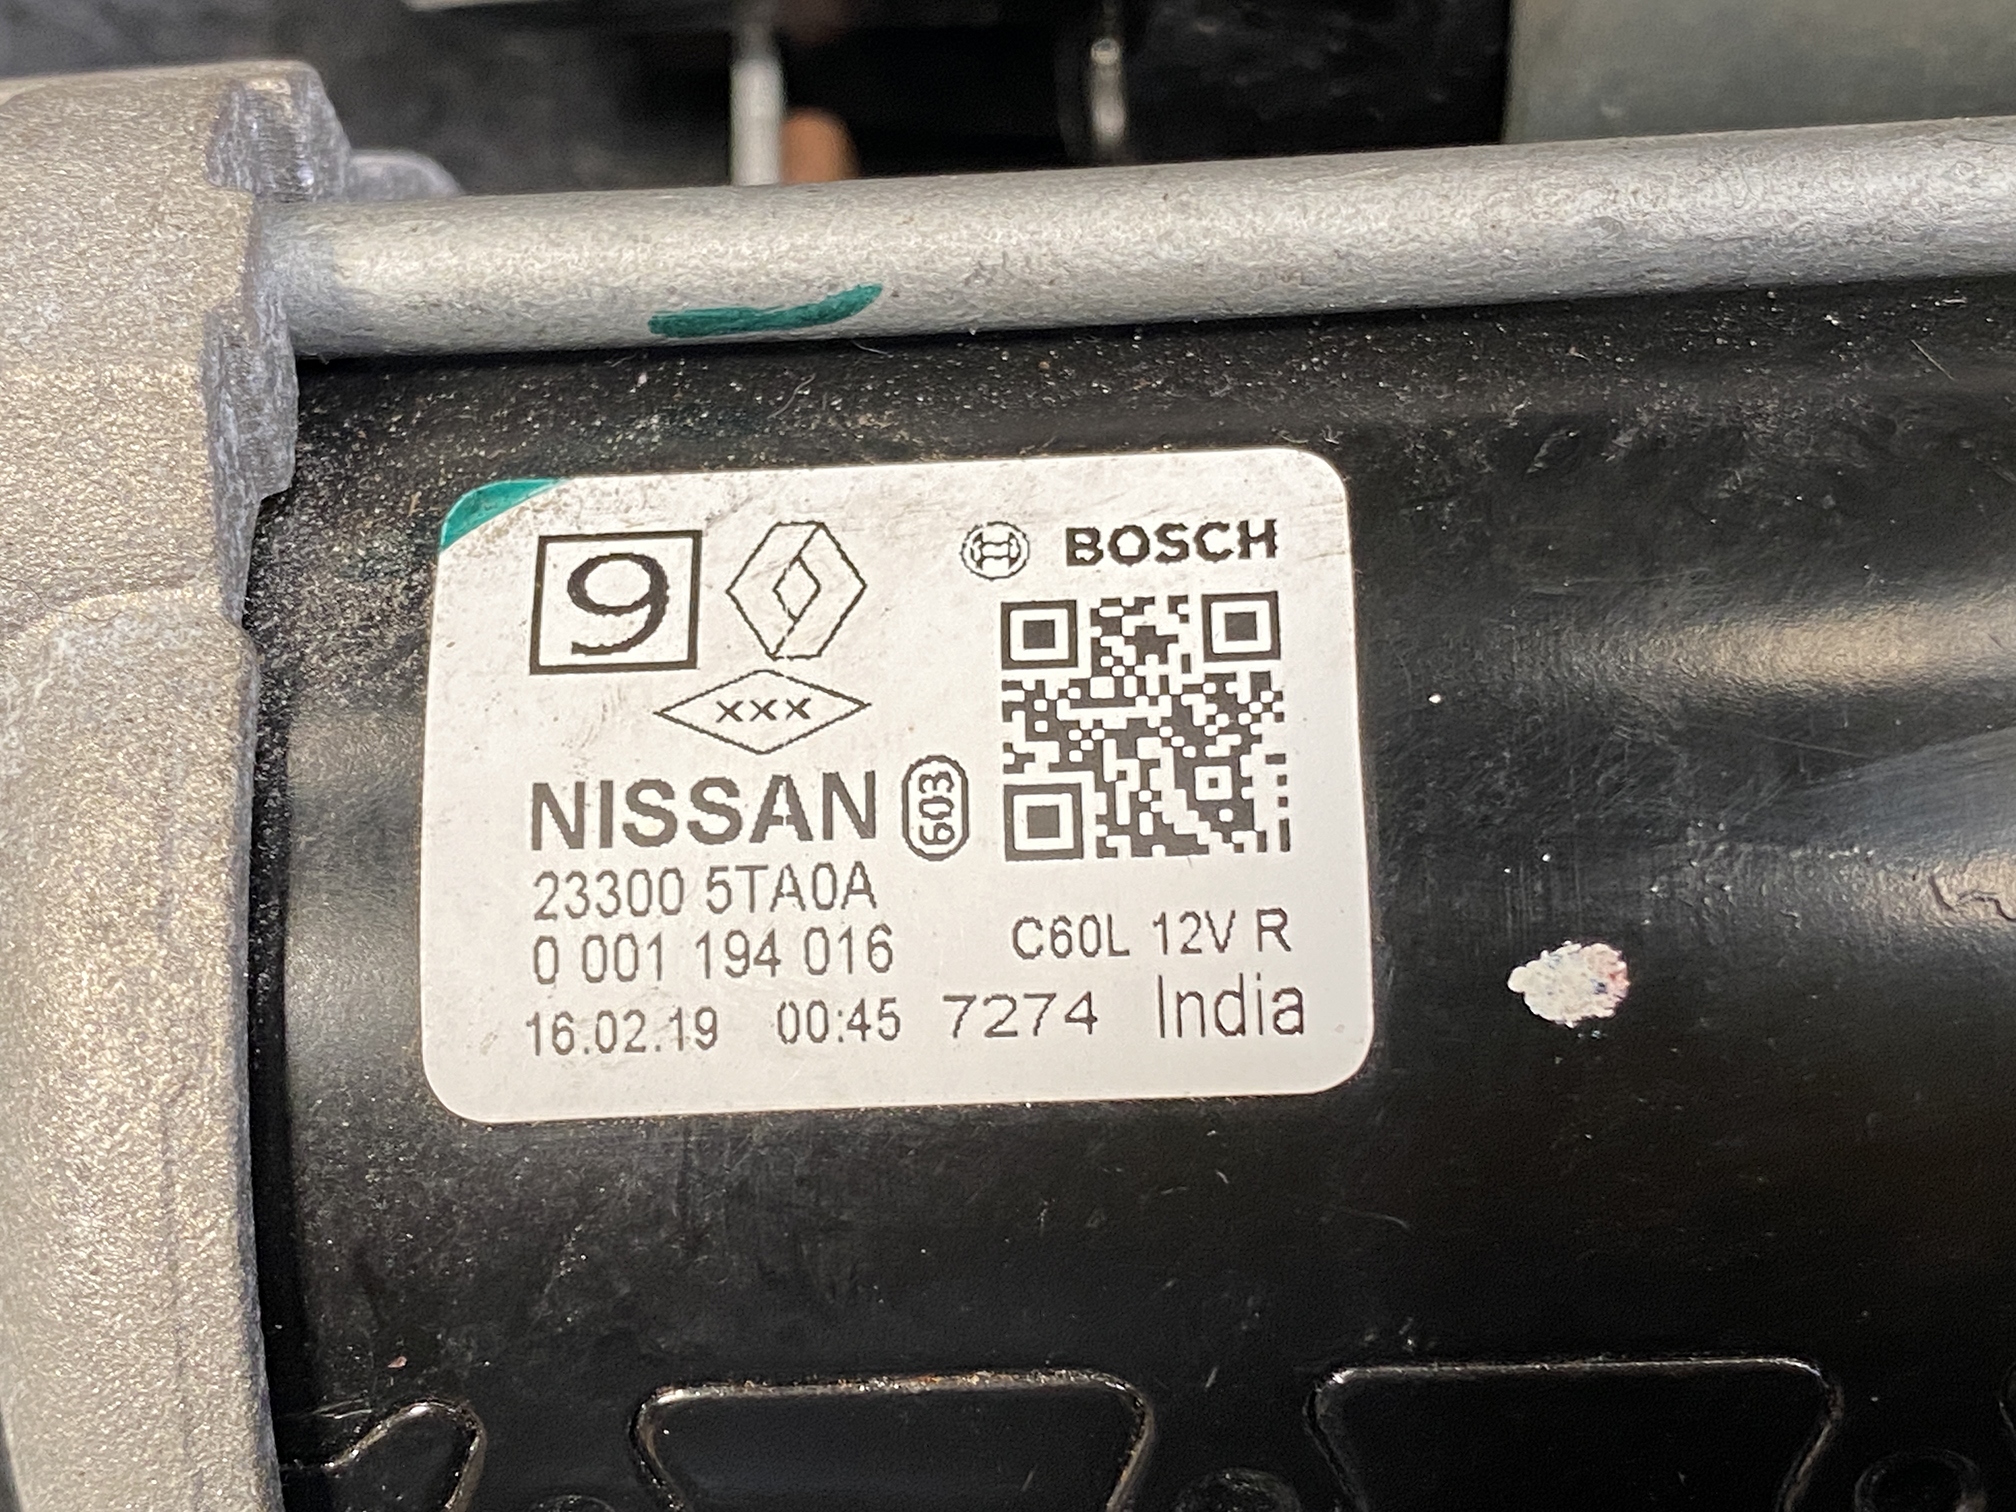 9
BOSCH
xxx
NISSAN 603
23300 5TA0A
0 001 194 016 C60L 12V R
16.02.19 00:45 7274 India